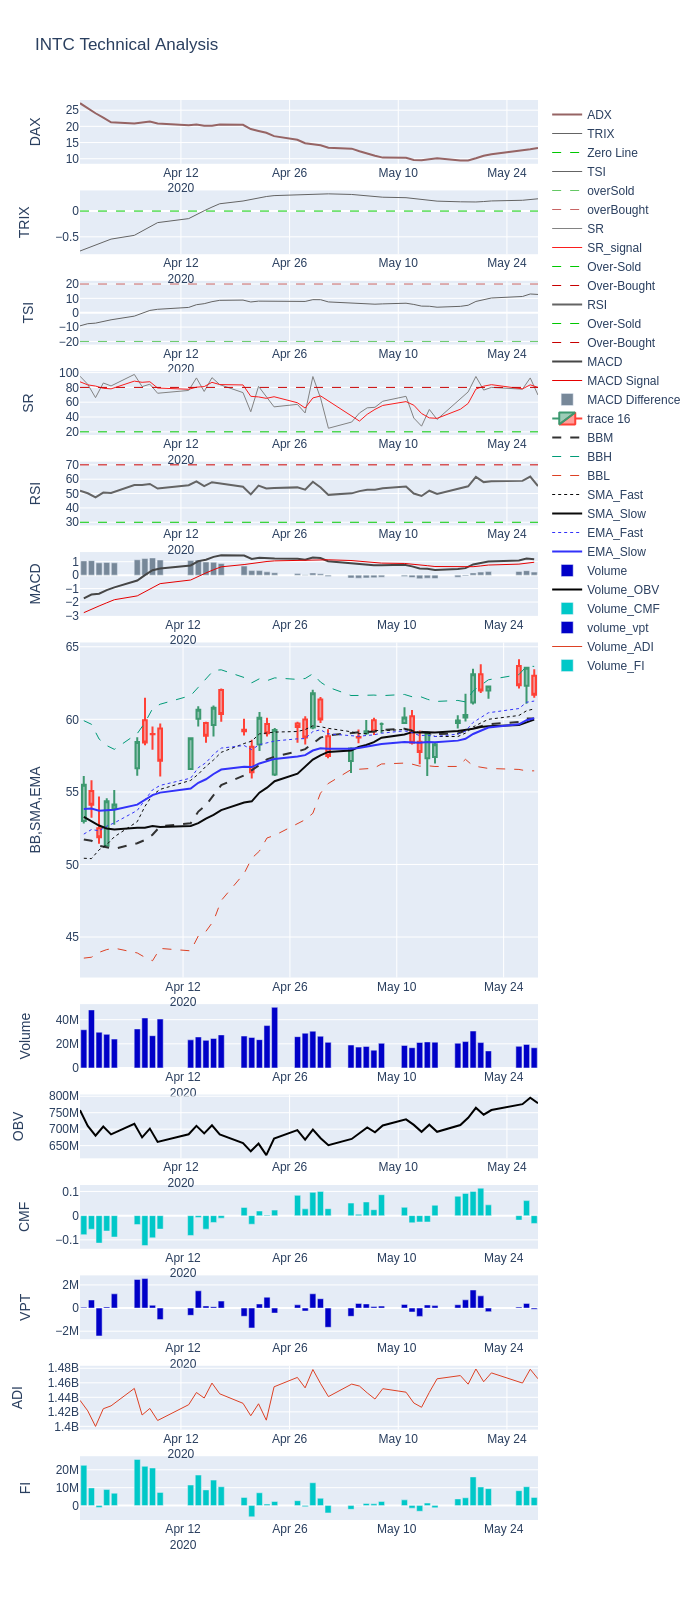 INTC Technical Analysis
DAX
25
20
15
10
Apr 12
2020
Apr 26
May 10
May 24
TRIX
0
−0.5
Apr 12
2020
Apr 26
May 10
May 24
TSI
20
10
0
−10
−20
Apr 12
2020
Apr 26
May 10
May 24
SR
100
80
60
40
20
Apr 12
2020
Apr 26
May 10
May 24
RSI
70
60
50
40
30
Apr 12
2020
Apr 26
May 10
May 24
MACD
1
0
−1
−2
−3
Apr 12
2020
Apr 26
May 10
May 24
BB,SMA,EMA
65
60
55
50
45
Apr 12
2020
Apr 26
May 10
May 24
Volume
40M
20M
0
Apr 12
2020
Apr 26
May 10
May 24
OBV
800M
750M
700M
650M
Apr 12
2020
Apr 26
May 10
May 24
CMF
0.1
0
−0.1
Apr 12
2020
Apr 26
May 10
May 24
VPT
2M
0
−2M
Apr 12
2020
Apr 26
May 10
May 24
ADI
1.48B
1.46B
1.44B
1.42B
1.4B
Apr 12
2020
Apr 26
May 10
May 24
FI
20M
10M
0
Apr 12
2020
Apr 26
May 10
May 24
ADX
TRIX
Zero Line
TSI
overSold
overBought
SR
SR_signal
Over-Sold
Over-Bought
RSI
Over-Sold
Over-Bought
MACD
MACD Signal
MACD Difference
trace 16
BBM
BBH
BBL
SMA_Fast
SMA_Slow
EMA_Fast
EMA_Slow
Volume
Volume_OBV
Volume_CMF
volume_vpt
Volume_ADI
Volume_FI